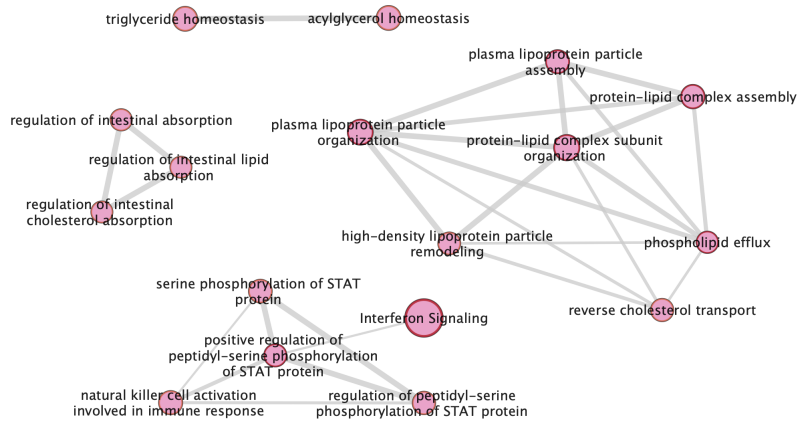 triglyceride homeostasis
acylglycerol homeostasis
plasma lipoprotein particle
assembly
protein-lipid complex assembly
regulation of intestinal absorption
plasma lipoprotein particle
organization
protein-lipid complex subunit
organization
regulation of intestinal lipid
absorption
regulation of intestinal
cholesterol absorption
high-density lipoprotein particle
remodeling
phospholipid efflux
serine phosphorylation of STAT
protein
Interferon Signaling
reverse cholesterol transport
positive regulation of
peptidyl-serine phosphorylation
of STAT protein
natural killer cell activation
involved in immune response
regulation of peptidyl-serine
phosphorylation of STAT protein